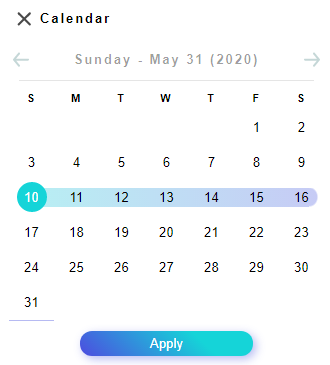 Calendar
Sunday - May 31 (2020)
S M T W T F S
1 2
3 4 5 6 7 8 9
10 11 12 13 14 15 16
17 18 19 20 21 22 23
24 25 26 27 28 29 30
31
Apply